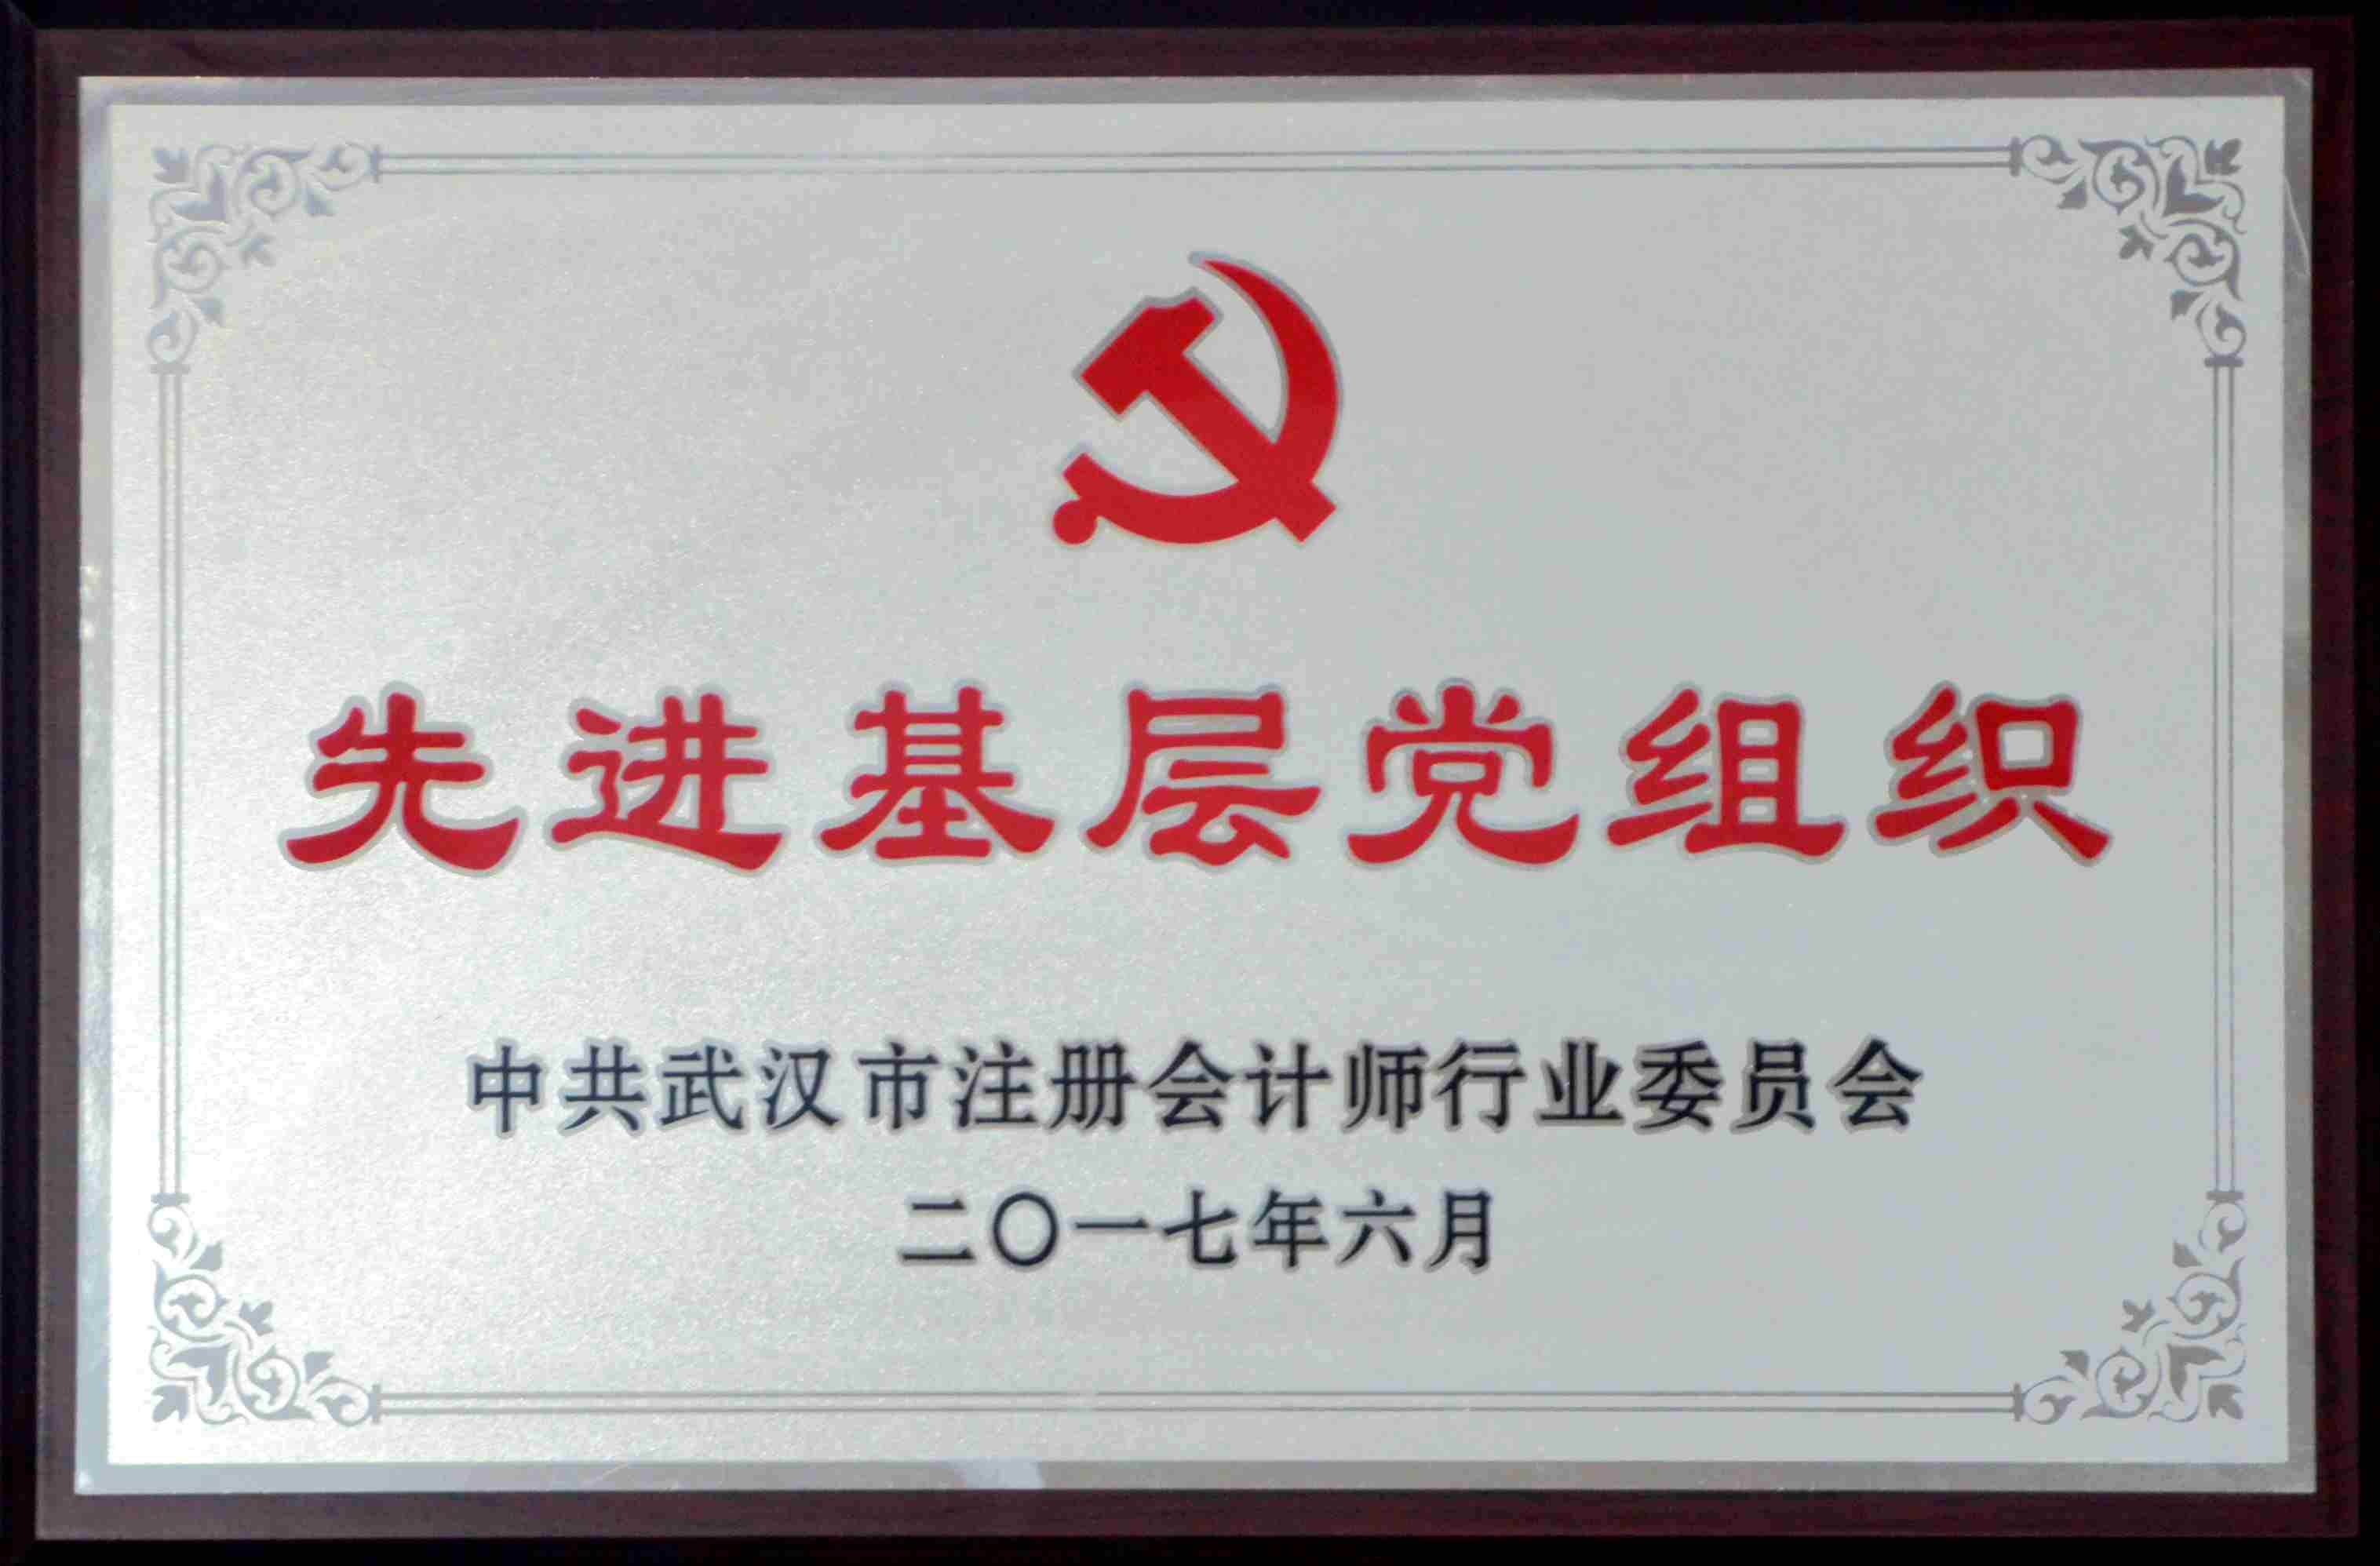 先进基层党组织
中共武汉市注册会计师行业委员会
二〇一七年六月